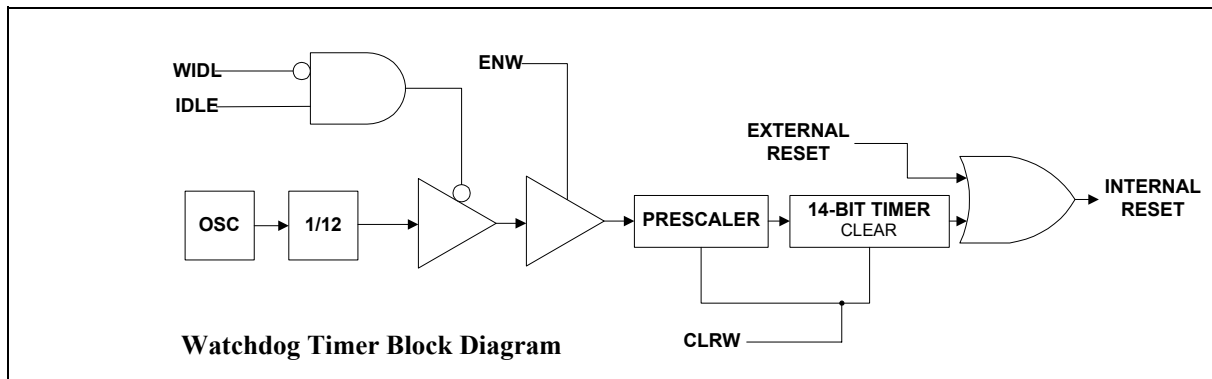 WIDL
IDLE
ENW
EXTERNAL
RESET
INTERNAL
RESET
OSC
1/12
PRESCALER
14-BIT TIMER
CLEAR
CLRW
Watchdog Timer Block Diagram